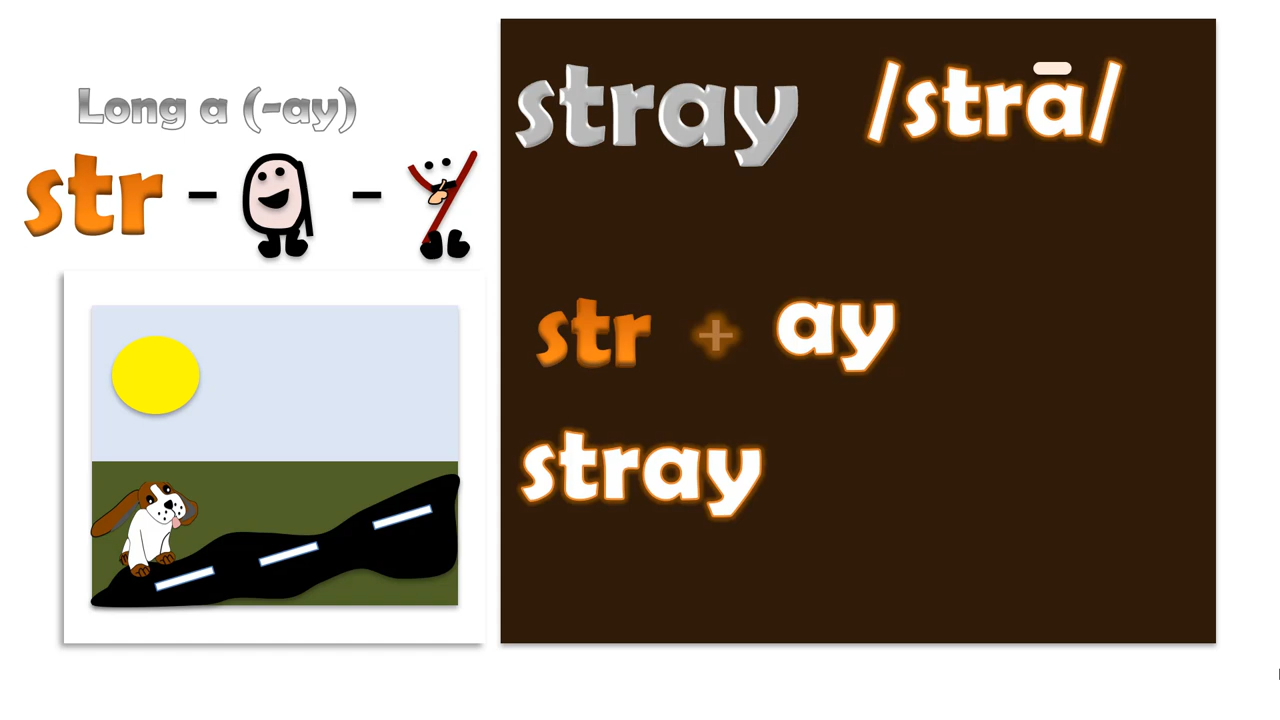 Long a (-ay)
str - a - y
stray /strā/
str + ay
stray